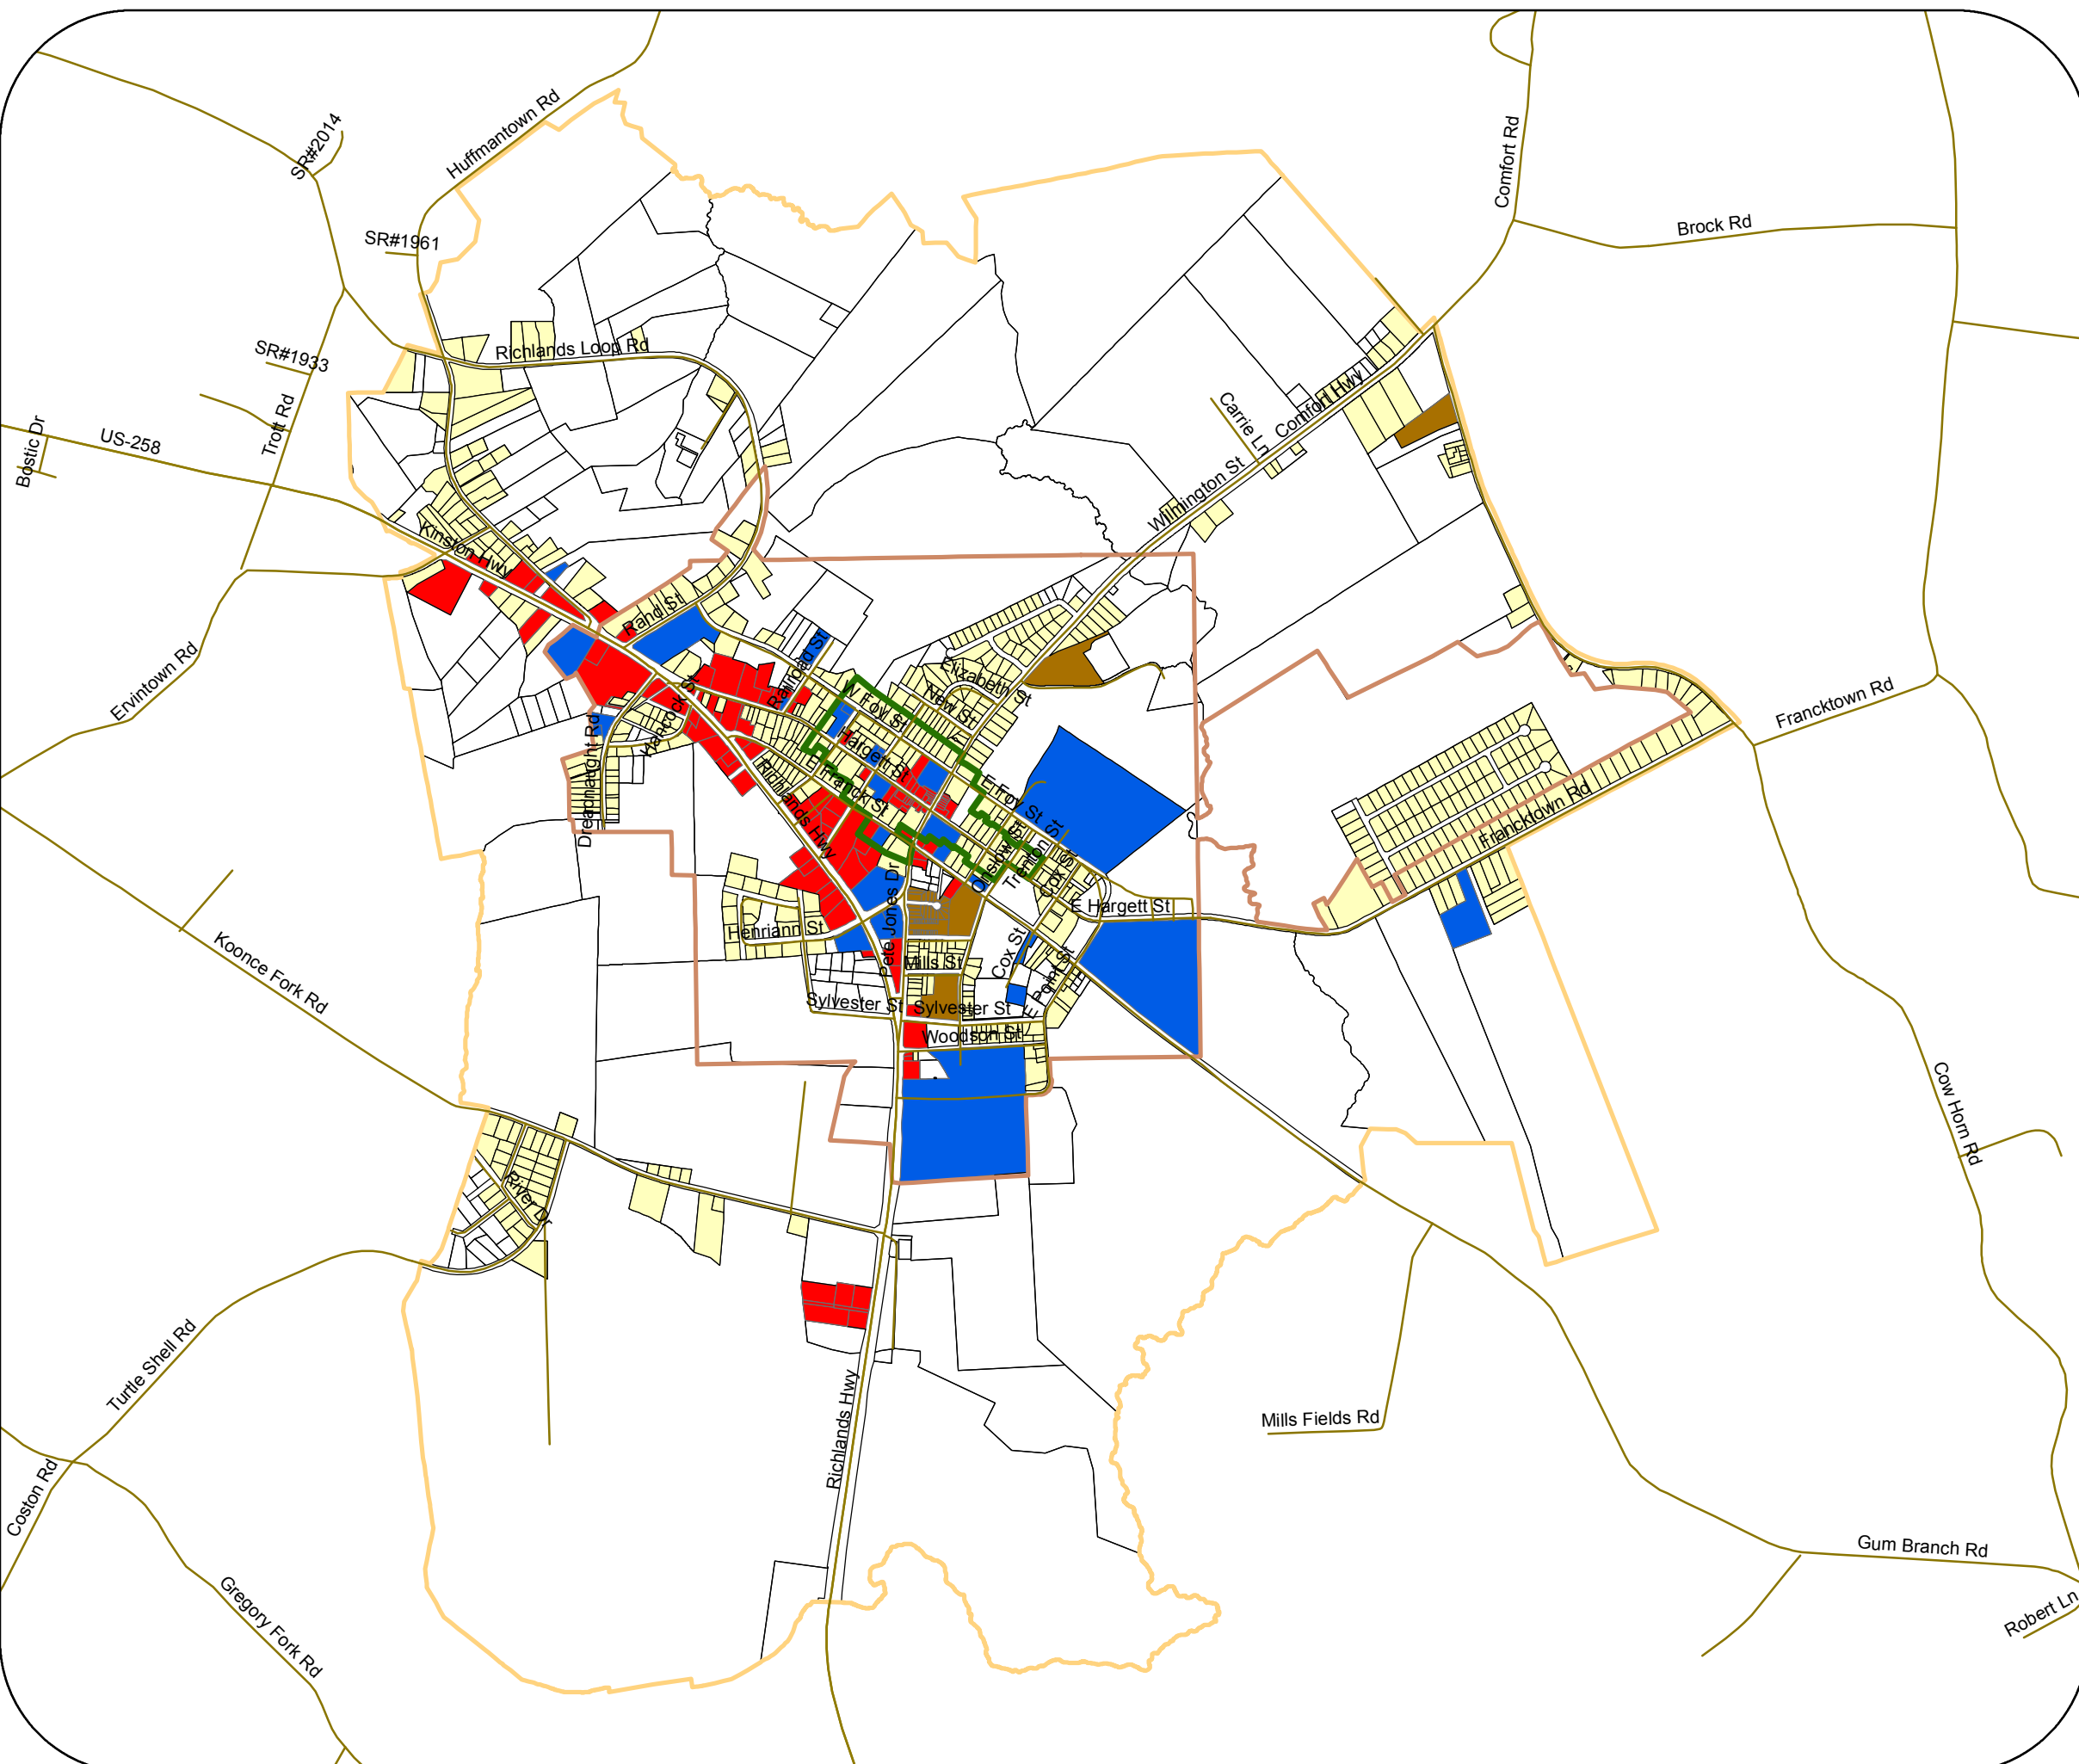 Huffmantown Rd
SR#2014
Comfort Rd
Brock Rd
SR#1961
SR#1933
Richlands Loop Rd
Trott Rd
US-258
Bostic Dr
Carrie Ln
Comfort Hwy
Wilmington St
Kinston Hwy
Rand St
Ervintown Rd
Railroad St
Elizabeth St
New St
W Foy St
Hancock St
Dreadnaught Rd
Hargett St
Francktown Rd
Richlands Hwy
E Franck St
E Foy St
Onslow St
Trenton St
Cox St
Francktown Rd
Pete Jones Dr
E Hargett St
Henriann St
Mills St
Cox St
E Point St
Sylvester St
Sylvester St
Woodson St
Koonce Fork Rd
Cow Horn Rd
River Dr
Turtle Shell Rd
Richlands Hwy
Mills Fields Rd
Coston Rd
Gum Branch Rd
Gregory Fork Rd
Robert Ln